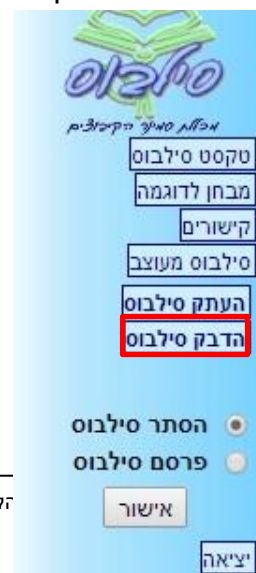 סילבוס
מכללת סמינר הקיבוצים
טקסט סילבוס
מבחן לדוגמה
קישורים
סילבוס מעוצב
העתק סילבוס
הדבק סילבוס
הסתר סילבוס
פרסם סילבוס
אישור
יציאה